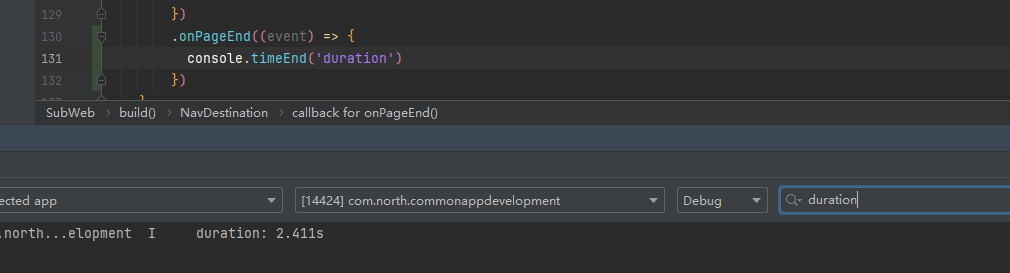 129 })
130 .onPageEnd((event) => {
131 console.timeEnd('duration')
132 })
SubWeb > build() > NavDestination > callback for onPageEnd()
ected app [14424] com.north.commonappdevelopment Debug duration
.north...elopment I duration: 2.411s